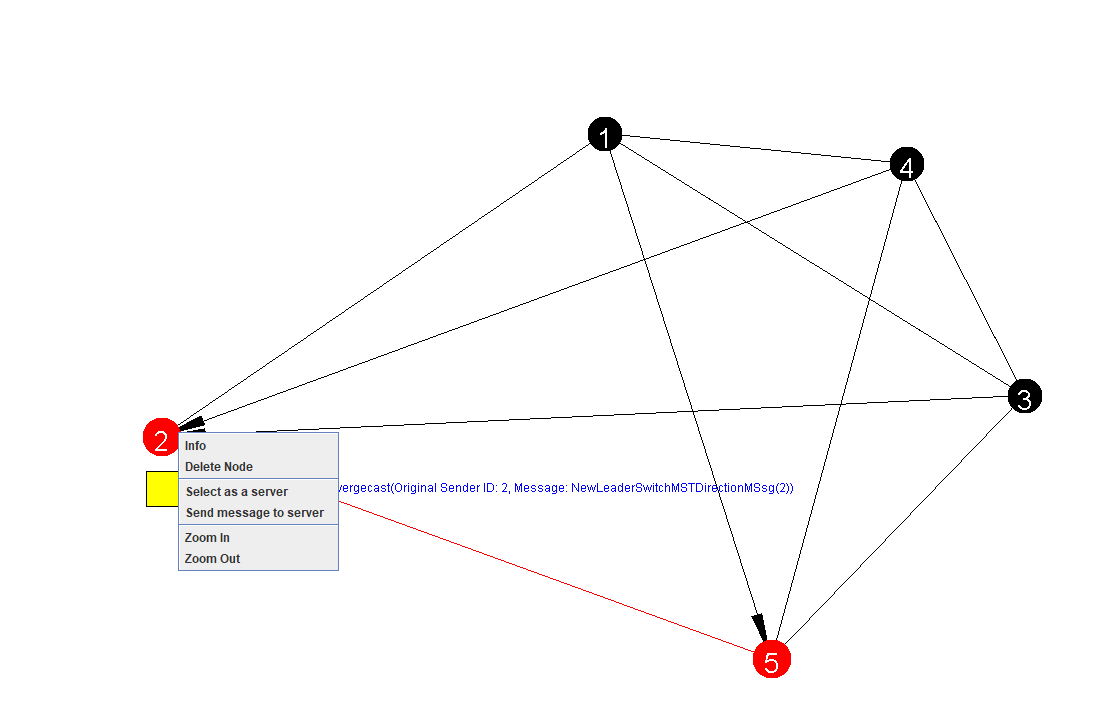 1
4
3
2
Info
Delete Node
Select as a server
vergecast(Original Sender ID: 2, Message: NewLeaderSwitchMSTDirectionMSsg(2))
Send message to server
Zoom In
Zoom Out
5